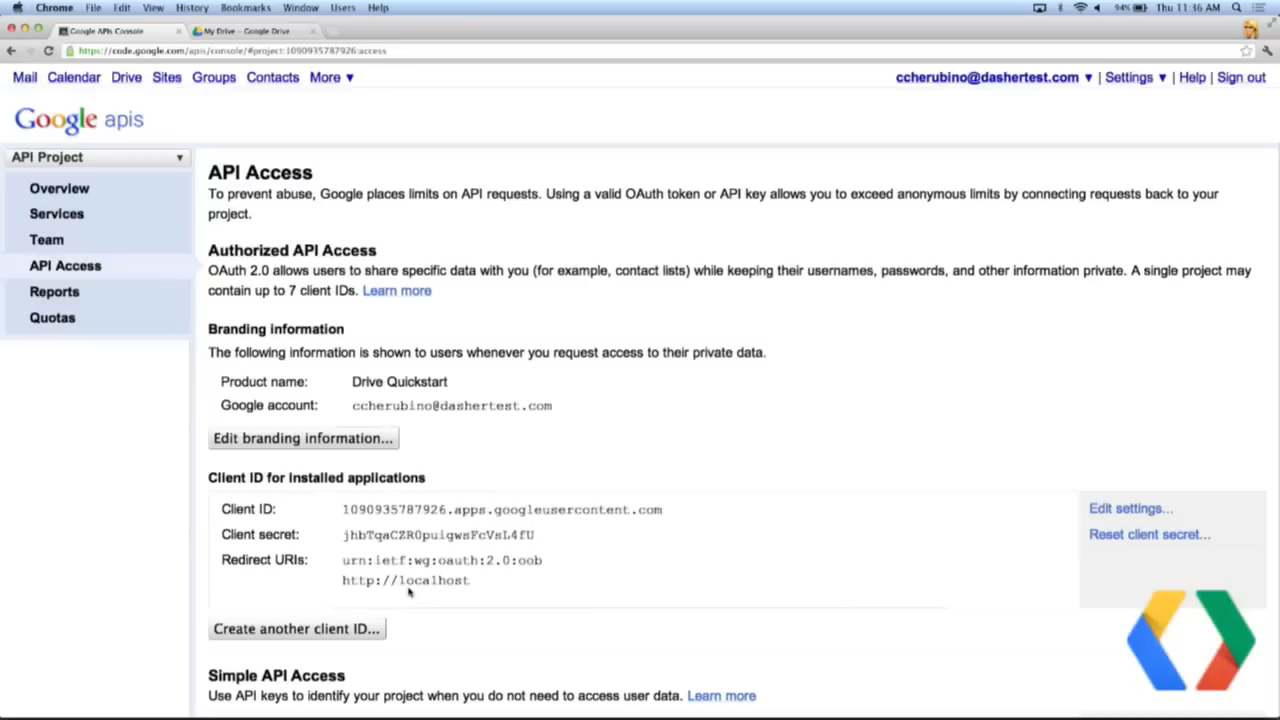 Chrome File Edit View History Bookmarks Window Users Help 94% Thu 11:36 AM
Google APIs Console My Drive – Google Drive
https://code.google.com/apis/console/#project:1090935787926:access
Mail Calendar Drive Sites Groups Contacts More ▼ ccherubino@dashertest.com ▼ | Settings ▼ | Help | Sign out
Google apis
API Project ▼
Overview
Services
Team
API Access
Reports
Quotas
API Access
To prevent abuse, Google places limits on API requests. Using a valid OAuth token or API key allows you to exceed anonymous limits by connecting requests back to your
project.
Authorized API Access
OAuth 2.0 allows users to share specific data with you (for example, contact lists) while keeping their usernames, passwords, and other information private. A single project may
contain up to 7 client IDs. Learn more
Branding information
The following information is shown to users whenever you request access to their private data.
Product name: Drive Quickstart
Google account: ccherubino@dashertest.com
Edit branding information...
Client ID for installed applications
Client ID: 1090935787926.apps.googleusercontent.com
Client secret: jhbTqaCZR0puigwsFcVsL4fU
Redirect URIs: urn:ietf:wg:oauth:2.0:oob
http://localhost
Edit settings...
Reset client secret...
Create another client ID...
Simple API Access
Use API keys to identify your project when you do not need to access user data. Learn more